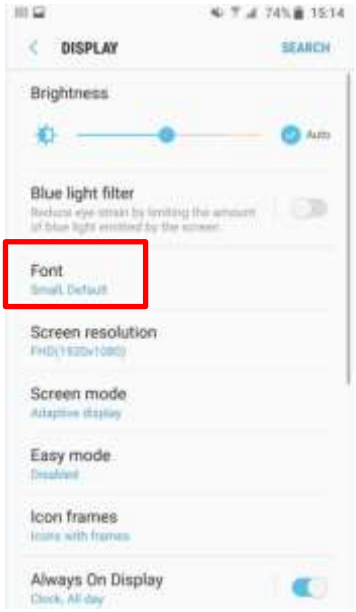 74% 15:14
DISPLAY SEARCH
Brightness
Auto
Blue light filter
Reduce eye strain by limiting the amount
of blue light emitted by the screen.
Font
Small, Default
Screen resolution
FHD(1920x1080)
Screen mode
Adaptive display
Easy mode
Disabled
Icon frames
Icons with frames
Always On Display
Clock, All day